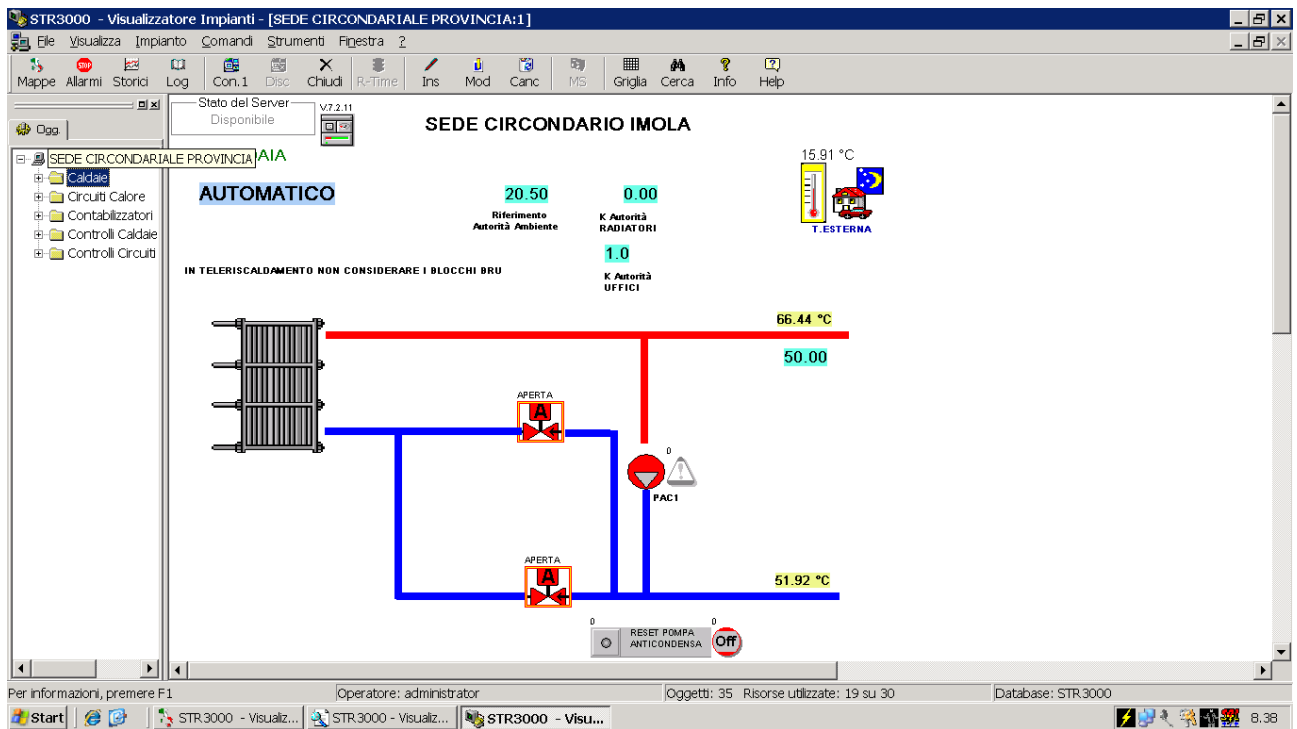 STR3000 - Visualizzatore Impianti - [SEDE CIRCONDARIALE PROVINCIA:1]
File Visualizza Impianto Comandi Strumenti Finestra ?
Mappe Allarmi Storici Log Con.1 Disc Chiudi R-Time Ins Mod Canc MS Griglia Cerca Info Help
Ogg.
SEDE CIRCONDARIALE PROVINCIA
Caldaie
Circuiti Calore
Contabilizzatori
Controlli Caldaie
Controlli Circuiti
Stato del Server
Disponibile
V.7.2.11
SEDE CIRCONDARIO IMOLA
AIA
AUTOMATICO
20.50
Riferimento
Autorità Ambiente
0.00
K Autorità
RADIATORI
1.0
K Autorità
UFFICI
15.91 °C
T.ESTERNA
IN TELERISCALDAMENTO NON CONSIDERARE I BLOCCHI BRU
66.44 °C
50.00
APERTA
A
0
PAC1
APERTA
A
51.92 °C
0
RESET POMPA
ANTICONDENSA
0
Off
Per informazioni, premere F1
Operatore: administrator
Oggetti: 35 Risorse utilizzate: 19 su 30
Database: STR3000
Start
STR3000 - Visualiz...
STR3000 - Visualiz...
STR3000 - Visu...
8.38